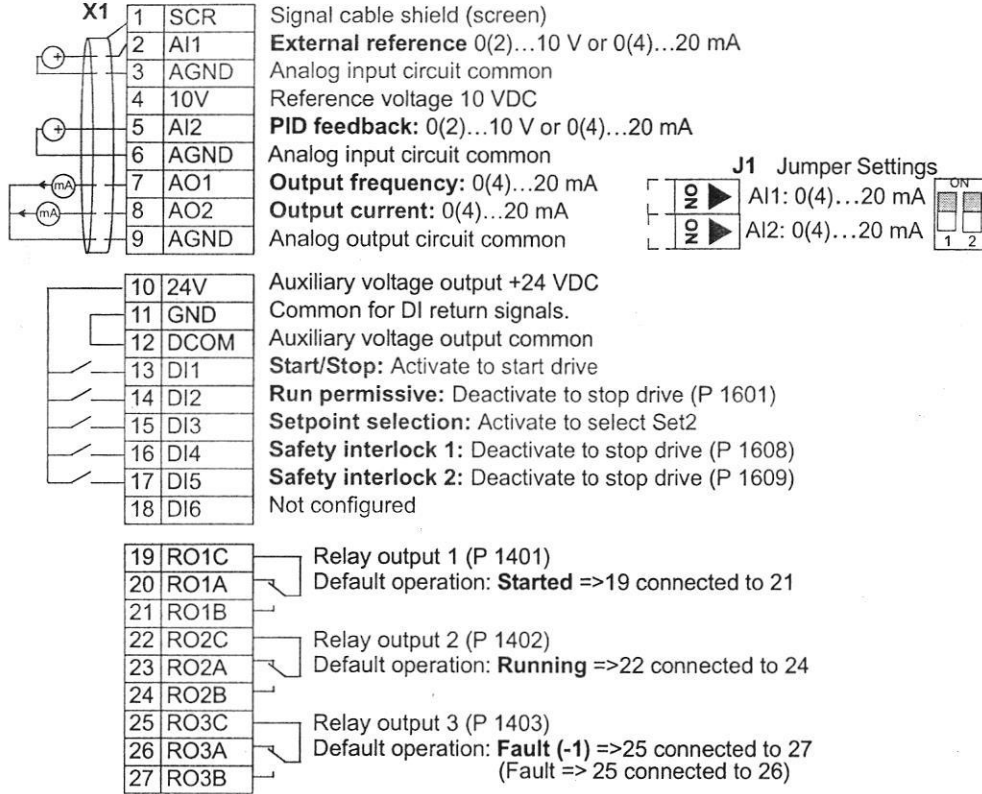 X1
1 SCR Signal cable shield (screen)
2 AI1 External reference 0(2)…10 V or 0(4)…20 mA
3 AGND Analog input circuit common
4 10V Reference voltage 10 VDC
5 AI2 PID feedback: 0(2)…10 V or 0(4)…20 mA
6 AGND Analog input circuit common
7 AO1 Output frequency: 0(4)…20 mA
8 AO2 Output current: 0(4)…20 mA
9 AGND Analog output circuit common
+
+
mA
mA
J1 Jumper Settings
ON AI1: 0(4)…20 mA
ON AI2: 0(4)…20 mA
ON
1 2
10 24V Auxiliary voltage output +24 VDC
11 GND Common for DI return signals.
12 DCOM Auxiliary voltage output common
13 DI1 Start/Stop: Activate to start drive
14 DI2 Run permissive: Deactivate to stop drive (P 1601)
15 DI3 Setpoint selection: Activate to select Set2
16 DI4 Safety interlock 1: Deactivate to stop drive (P 1608)
17 DI5 Safety interlock 2: Deactivate to stop drive (P 1609)
18 DI6 Not configured
19 RO1C Relay output 1 (P 1401)
20 RO1A Default operation: Started =>19 connected to 21
21 RO1B
22 RO2C Relay output 2 (P 1402)
23 RO2A Default operation: Running =>22 connected to 24
24 RO2B
25 RO3C Relay output 3 (P 1403)
26 RO3A Default operation: Fault (-1) =>25 connected to 27
27 RO3B (Fault => 25 connected to 26)